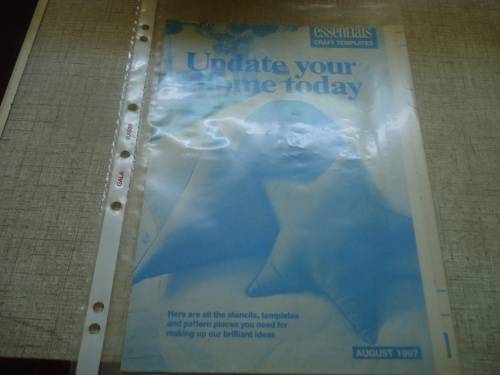 essentials
CRAFT TEMPLATES
Update your
home today
Here are all the stencils, templates
and pattern pieces you need for
making up our brilliant ideas
AUGUST 1997
GALA